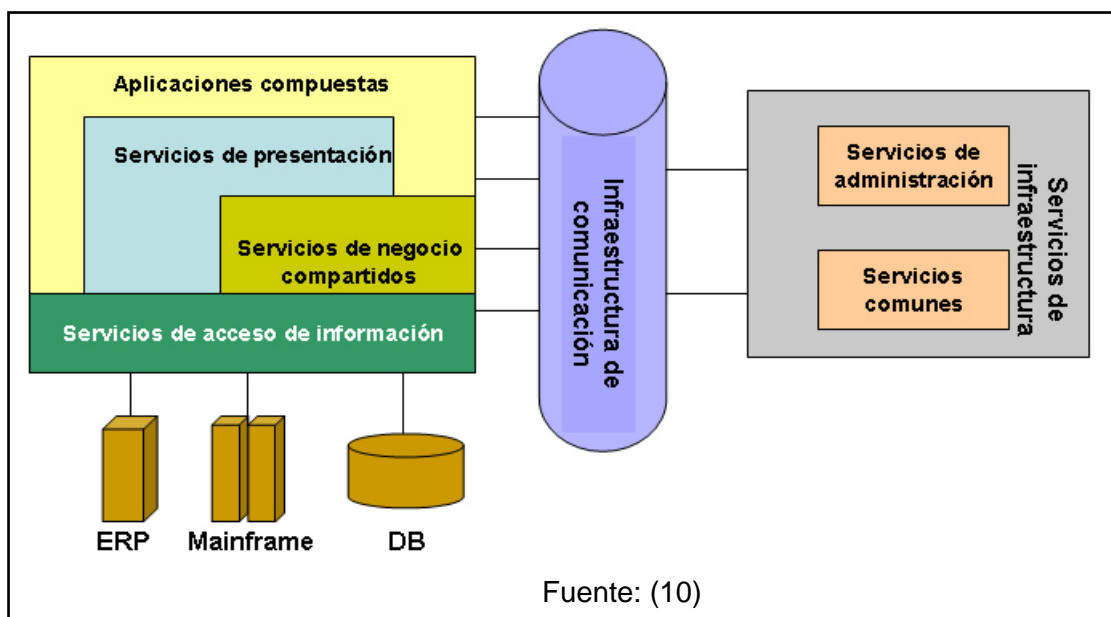 Aplicaciones compuestas
Servicios de presentación
Servicios de negocio
compartidos
Servicios de acceso de información
ERP
Mainframe
DB
Infraestructura de
comunicación
Servicios de
administración
Servicios
comunes
Servicios de
infraestructura
Fuente: (10)